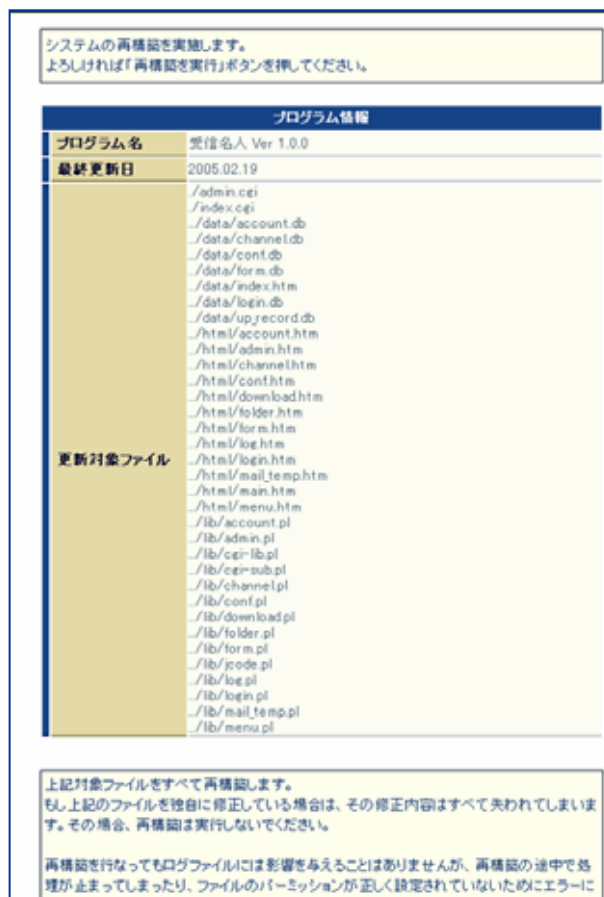 システムの再構築を実施します。
よろしければ「再構築を実行」ボタンを押してください。
プログラム情報
プログラム名 受信名人 Ver 1.0.0
最終更新日 2005.02.19
更新対象ファイル
../admin.cgi
../index.cgi
../data/account.db
../data/channel.db
../data/conf.db
../data/form.db
../data/index.htm
../data/login.db
../data/up_record.db
../html/account.htm
../html/admin.htm
../html/channel.htm
../html/conf.htm
../html/download.htm
../html/folder.htm
../html/form.htm
../html/log.htm
../html/login.htm
../html/mail_temp.htm
../html/main.htm
../html/menu.htm
../lib/account.pl
../lib/admin.pl
../lib/cgi-lib.pl
../lib/cgi-sub.pl
../lib/channel.pl
../lib/conf.pl
../lib/download.pl
../lib/folder.pl
../lib/form.pl
../lib/jcode.pl
../lib/log.pl
../lib/login.pl
../lib/mail_temp.pl
../lib/menu.pl
上記対象ファイルをすべて再構築します。
もし上記のファイルを独自に修正している場合は、その修正内容はすべて失われてしまいま
す。その場合、再構築は実行しないでください。
再構築を行なってもログファイルには影響を与えることはありませんが、再構築の途中で処
理が止まってしまったり、ファイルのパーミッションが正しく設定されていないためにエラーに